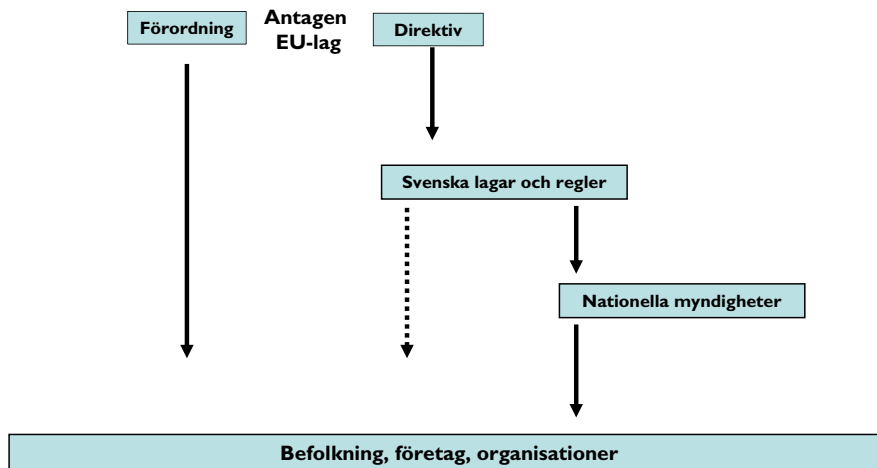 Förordning
Antagen
EU-lag
Direktiv
Svenska lagar och regler
Nationella myndigheter
Befolkning, företag, organisationer